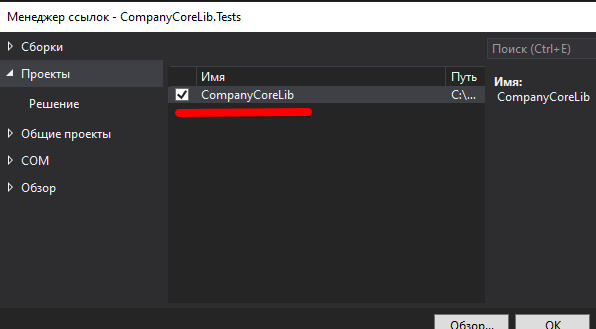 Менеджер ссылок - CompanyCoreLib.Tests
Сборки
Проекты
Решение
Общие проекты
COM
Обзор
Имя Путь
CompanyCoreLib C:\...
Поиск (Ctrl+E)
Имя:
CompanyCoreLib
Обзор... ОК